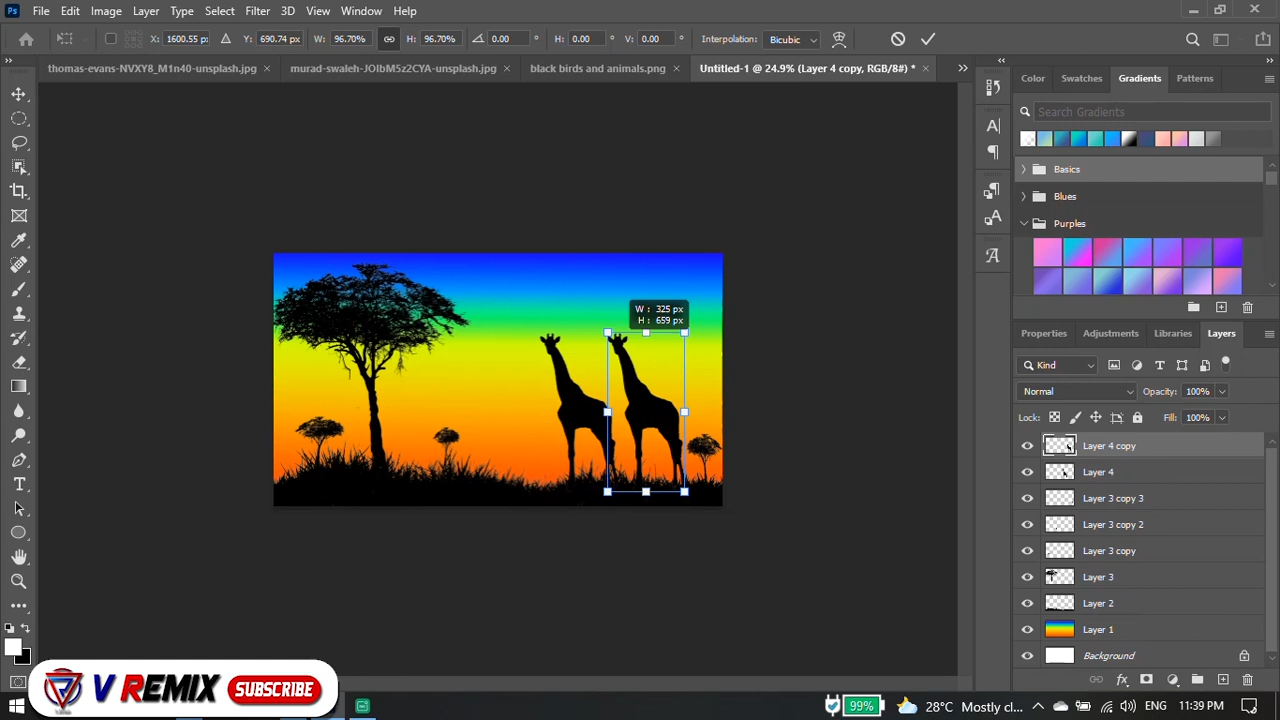 Ps File Edit Image Layer Type Select Filter 3D View Window Help
X: 1600.55 px Y: 690.74 px W: 96.70% H: 96.70% 0.00 ° H: 0.00 ° V: 0.00 ° Interpolation: Bicubic
thomas-evans-NVXY8_M1n40-unsplash.jpg × murad-swaleh-JOIbM5z2CYA-unsplash.jpg × black birds and animals.png × Untitled-1 @ 24.9% (Layer 4 copy, RGB/8#) * ×
Color Swatches Gradients Patterns
Search Gradients
Basics
Blues
Purples
W : 325 px
H : 659 px
Properties Adjustments Libraries Layers
Kind
Normal Opacity: 100%
Lock: Fill: 100%
Layer 4 copy
Layer 4
Layer 3 copy 3
Layer 3 copy 2
Layer 3 copy
Layer 3
Layer 2
Layer 1
Background
V REMIX SUBSCRIBE
99% 28°C Mostly cl... ENG 11:39 PM